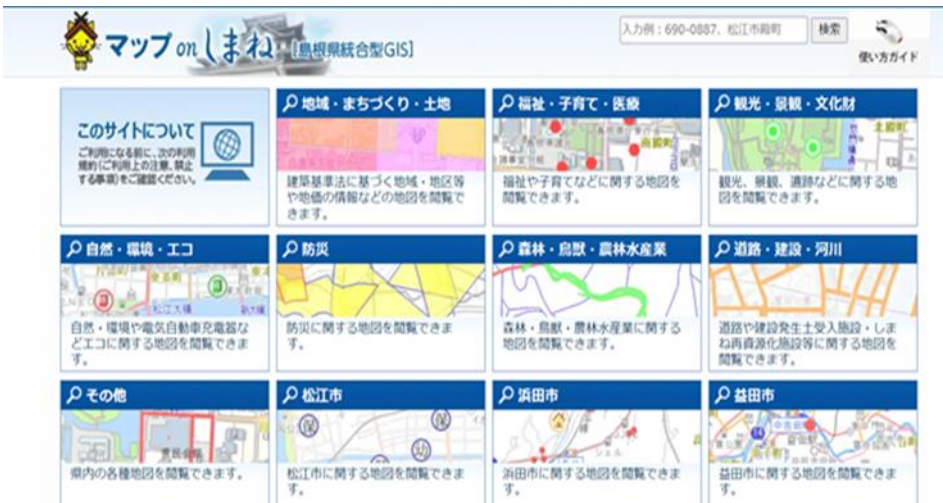 マップonしまね [島根県統合型GIS]
入力例：690-0887、松江市殿町
検索
使い方ガイド
このサイトについて
ご利用になる前に、次の利用
規約(ご利用上の注意、禁止
する事項)をご確認ください。
地域・まちづくり・土地
建築基準法に基づく地域・地区等
や地価の情報などの地図を閲覧で
きます。
福祉・子育て・医療
福祉や子育てなどに関する地図を
閲覧できます。
観光・景観・文化財
観光、景観、遺跡などに関する地
図を閲覧できます。
自然・環境・エコ
自然・環境や電気自動車充電器な
どエコに関する地図を閲覧できま
す。
防災
防災に関する地図を閲覧できま
す。
森林・鳥獣・農林水産業
森林・鳥獣・農林水産業に関する
地図を閲覧できます。
道路・建設・河川
道路や建設発生土受入施設・しま
ね再資源化施設等に関する地図を
閲覧できます。
その他
県内の各種地図を閲覧できます。
松江市
松江市に関する地図を閲覧できま
す。
浜田市
浜田市に関する地図を閲覧できま
す。
益田市
益田市に関する地図を閲覧できま
す。